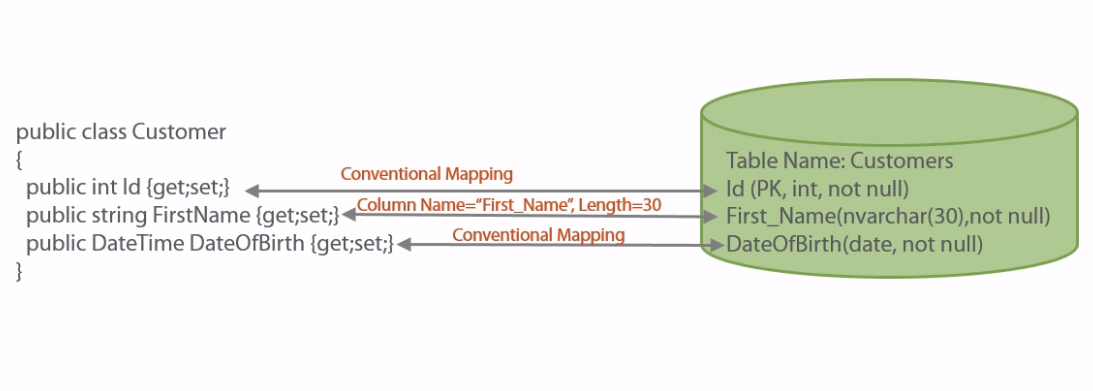 public class Customer
{
public int Id {get;set;}
public string FirstName {get;set;}
public DateTime DateOfBirth {get;set;}
}
Conventional Mapping
Column Name=“First_Name”, Length=30
Conventional Mapping
Table Name: Customers
Id (PK, int, not null)
First_Name(nvarchar(30),not null)
DateOfBirth(date, not null)